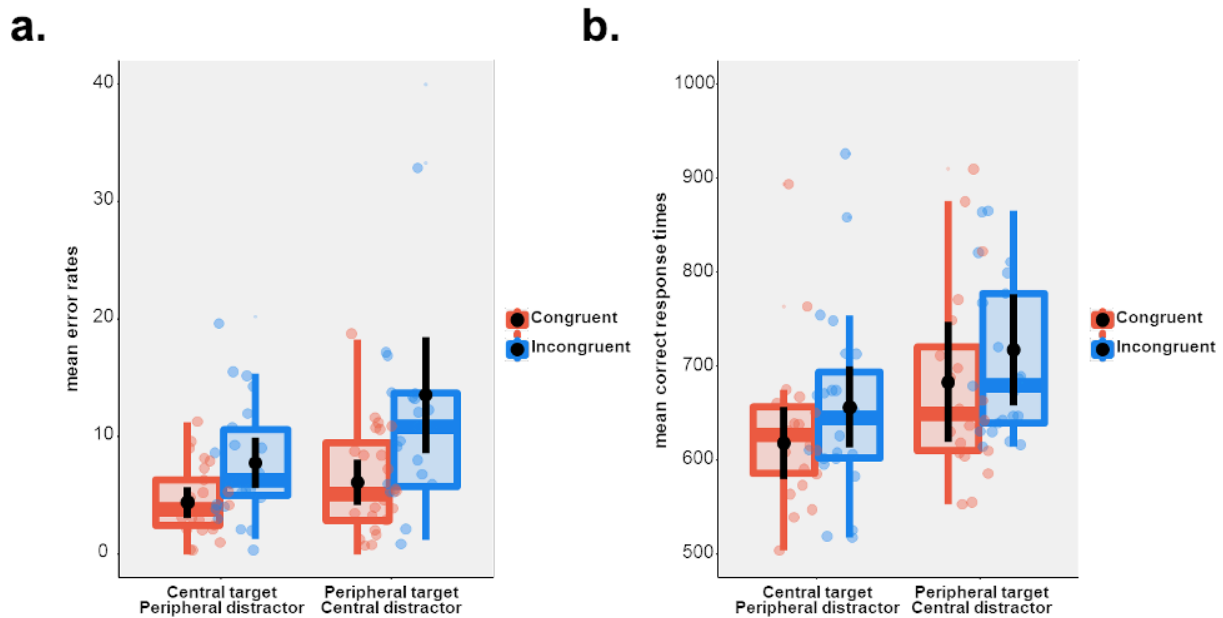 a.
mean error rates
40
30
20
10
0
Central target
Peripheral distractor
Peripheral target
Central distractor
Congruent
Incongruent
b.
mean correct response times
1000
900
800
700
600
500
Central target
Peripheral distractor
Peripheral target
Central distractor
Congruent
Incongruent